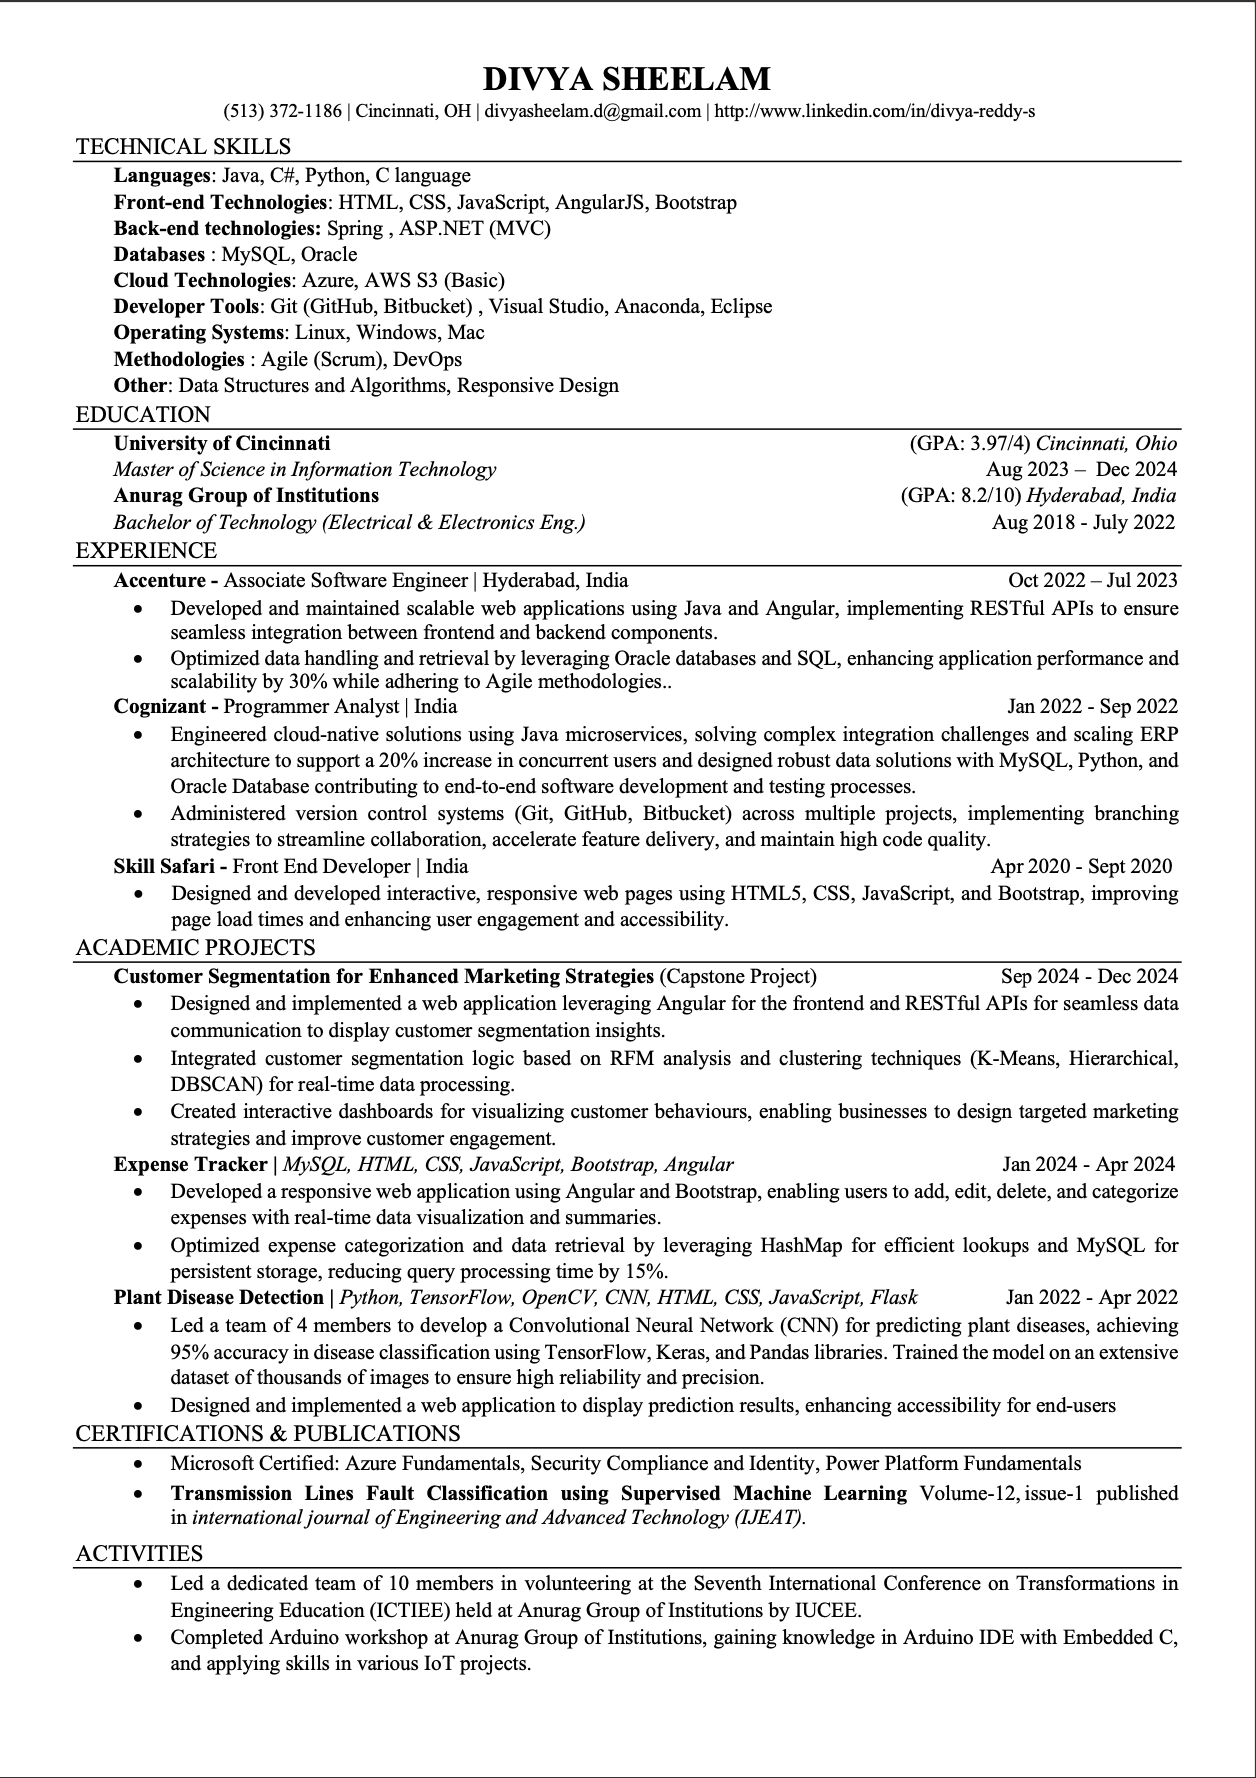 DIVYA SHEELAM
(513) 372-1186 | Cincinnati, OH | divyasheelam.d@gmail.com | http://www.linkedin.com/in/divya-reddy-s
TECHNICAL SKILLS
Languages: Java, C#, Python, C language
Front-end Technologies: HTML, CSS, JavaScript, AngularJS, Bootstrap
Back-end technologies: Spring , ASP.NET (MVC)
Databases : MySQL, Oracle
Cloud Technologies: Azure, AWS S3 (Basic)
Developer Tools: Git (GitHub, Bitbucket) , Visual Studio, Anaconda, Eclipse
Operating Systems: Linux, Windows, Mac
Methodologies : Agile (Scrum), DevOps
Other: Data Structures and Algorithms, Responsive Design
EDUCATION
University of Cincinnati (GPA: 3.97/4) Cincinnati, Ohio
Master of Science in Information Technology Aug 2023 – Dec 2024
Anurag Group of Institutions (GPA: 8.2/10) Hyderabad, India
Bachelor of Technology (Electrical & Electronics Eng.) Aug 2018 - July 2022
EXPERIENCE
Accenture - Associate Software Engineer | Hyderabad, India Oct 2022 – Jul 2023
• Developed and maintained scalable web applications using Java and Angular, implementing RESTful APIs to ensure
seamless integration between frontend and backend components.
• Optimized data handling and retrieval by leveraging Oracle databases and SQL, enhancing application performance and
scalability by 30% while adhering to Agile methodologies..
Cognizant - Programmer Analyst | India Jan 2022 - Sep 2022
• Engineered cloud-native solutions using Java microservices, solving complex integration challenges and scaling ERP
architecture to support a 20% increase in concurrent users and designed robust data solutions with MySQL, Python, and
Oracle Database contributing to end-to-end software development and testing processes.
• Administered version control systems (Git, GitHub, Bitbucket) across multiple projects, implementing branching
strategies to streamline collaboration, accelerate feature delivery, and maintain high code quality.
Skill Safari - Front End Developer | India Apr 2020 - Sept 2020
• Designed and developed interactive, responsive web pages using HTML5, CSS, JavaScript, and Bootstrap, improving
page load times and enhancing user engagement and accessibility.
ACADEMIC PROJECTS
Customer Segmentation for Enhanced Marketing Strategies (Capstone Project) Sep 2024 - Dec 2024
• Designed and implemented a web application leveraging Angular for the frontend and RESTful APIs for seamless data
communication to display customer segmentation insights.
• Integrated customer segmentation logic based on RFM analysis and clustering techniques (K-Means, Hierarchical,
DBSCAN) for real-time data processing.
• Created interactive dashboards for visualizing customer behaviours, enabling businesses to design targeted marketing
strategies and improve customer engagement.
Expense Tracker | MySQL, HTML, CSS, JavaScript, Bootstrap, Angular Jan 2024 - Apr 2024
• Developed a responsive web application using Angular and Bootstrap, enabling users to add, edit, delete, and categorize
expenses with real-time data visualization and summaries.
• Optimized expense categorization and data retrieval by leveraging HashMap for efficient lookups and MySQL for
persistent storage, reducing query processing time by 15%.
Plant Disease Detection | Python, TensorFlow, OpenCV, CNN, HTML, CSS, JavaScript, Flask Jan 2022 - Apr 2022
• Led a team of 4 members to develop a Convolutional Neural Network (CNN) for predicting plant diseases, achieving
95% accuracy in disease classification using TensorFlow, Keras, and Pandas libraries. Trained the model on an extensive
dataset of thousands of images to ensure high reliability and precision.
• Designed and implemented a web application to display prediction results, enhancing accessibility for end-users
CERTIFICATIONS & PUBLICATIONS
• Microsoft Certified: Azure Fundamentals, Security Compliance and Identity, Power Platform Fundamentals
• Transmission Lines Fault Classification using Supervised Machine Learning Volume-12, issue-1 published
in international journal of Engineering and Advanced Technology (IJEAT).
ACTIVITIES
• Led a dedicated team of 10 members in volunteering at the Seventh International Conference on Transformations in
Engineering Education (ICTIEE) held at Anurag Group of Institutions by IUCEE.
• Completed Arduino workshop at Anurag Group of Institutions, gaining knowledge in Arduino IDE with Embedded C,
and applying skills in various IoT projects.